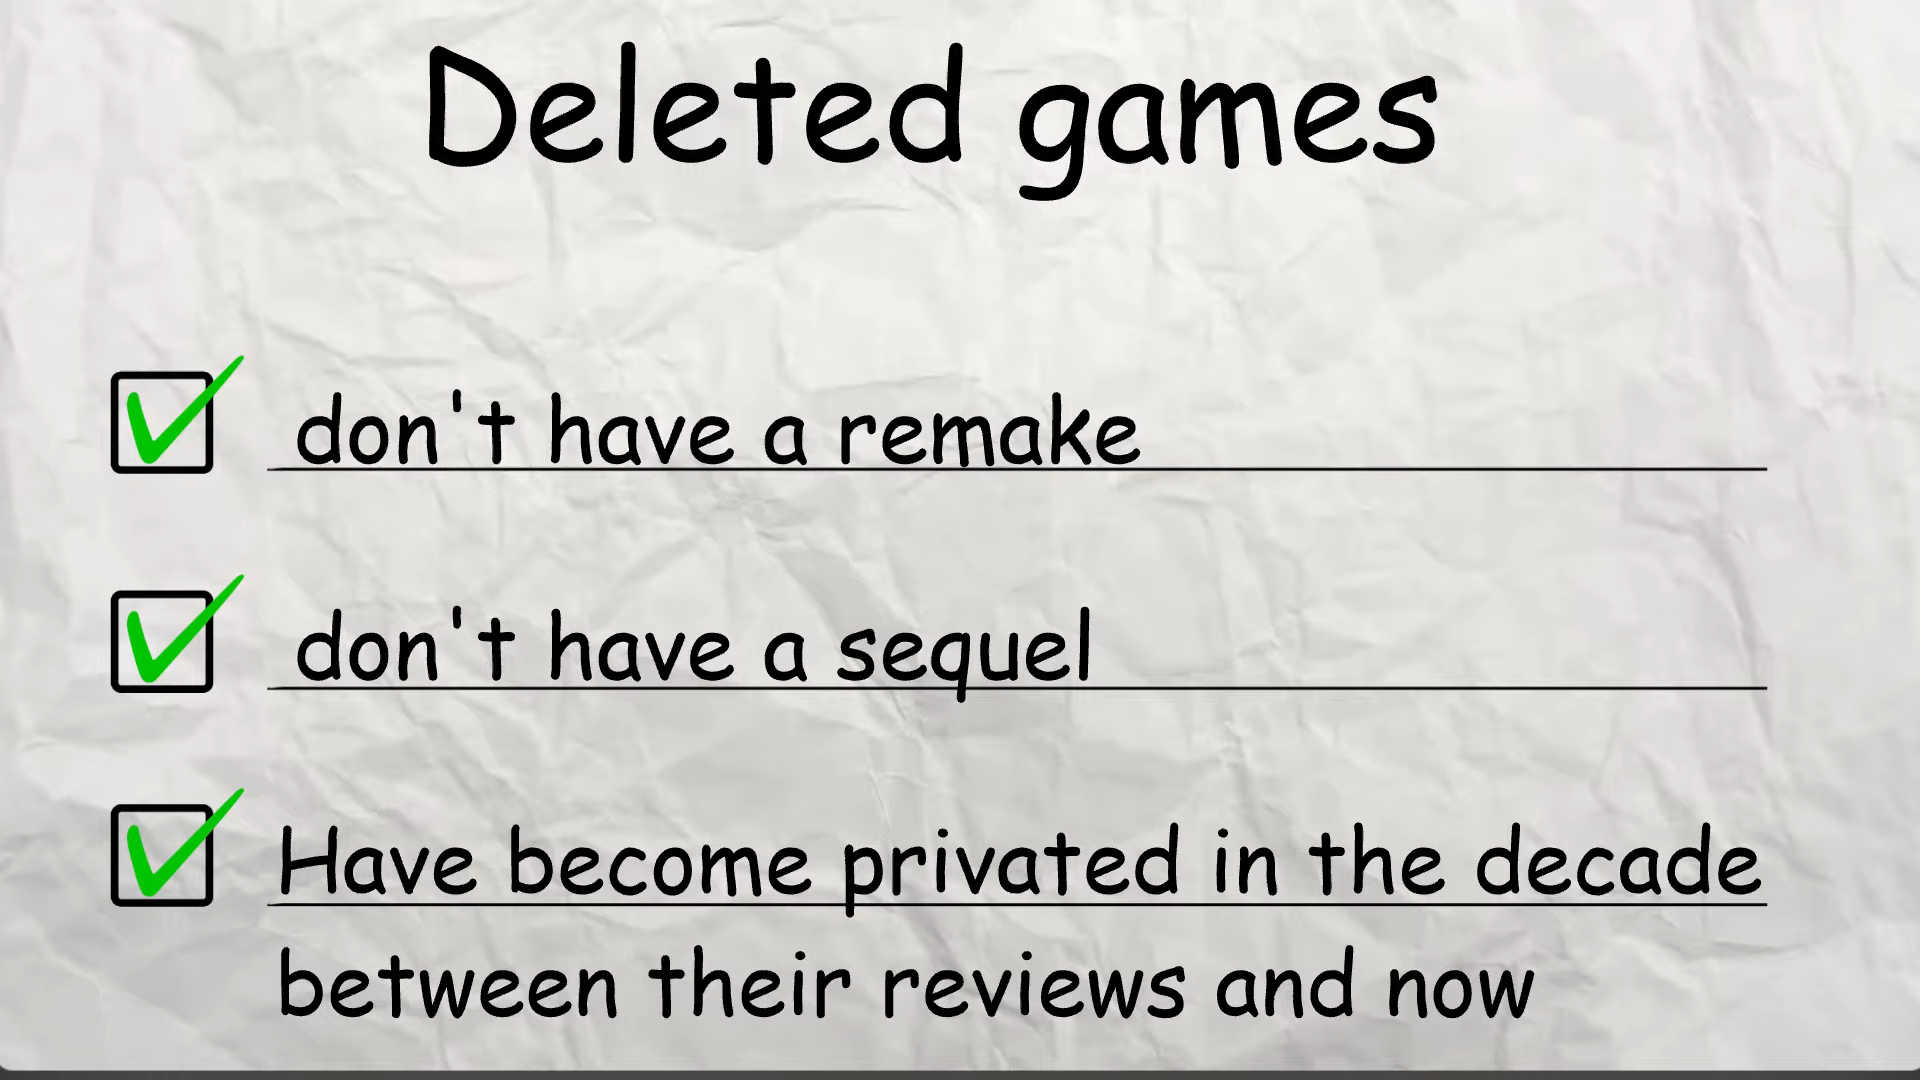 Deleted games
don't have a remake
don't have a sequel
Have become privated in the decade
between their reviews and now